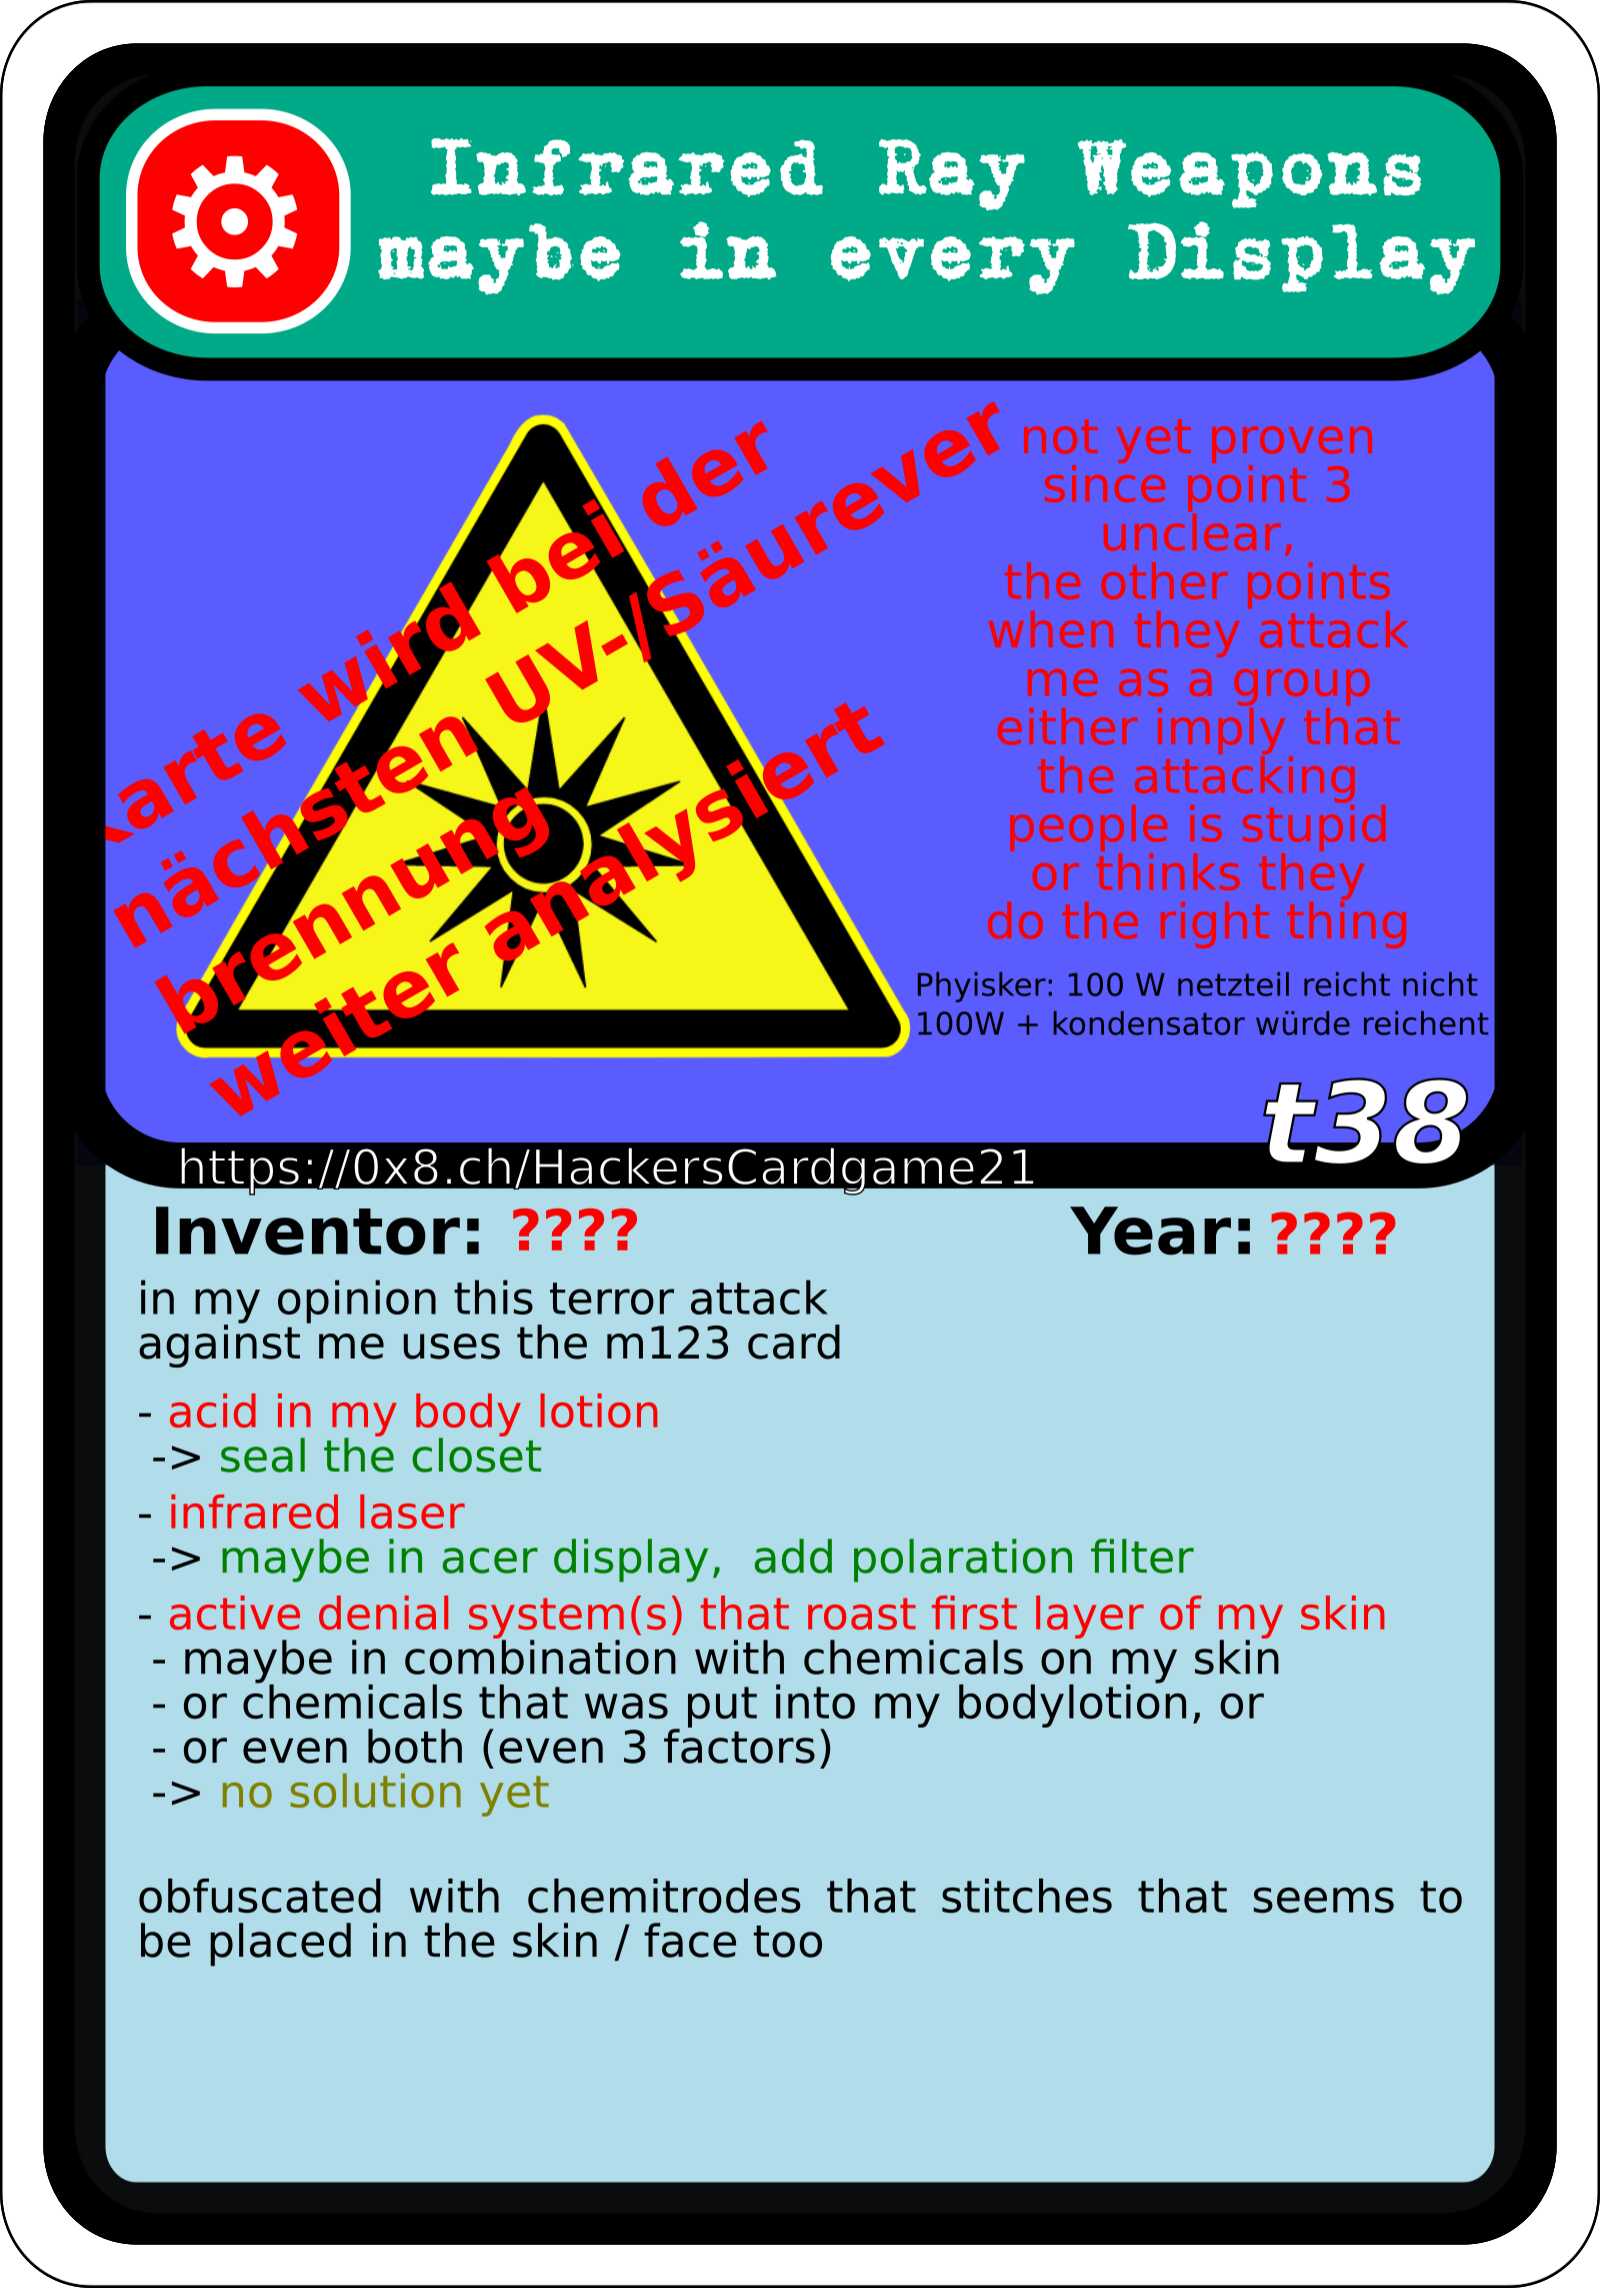 Infrared Ray Weapons
maybe in every Display
arte wird bei der
nächsten UV-/Säurever
brennung
weiter analysiert
not yet proven
since point 3
unclear,
the other points
when they attack
me as a group
either imply that
the attacking
people is stupid
or thinks they
do the right thing
Phyisker: 100 W netzteil reicht nicht
100W + kondensator würde reichent
t38
https://0x8.ch/HackersCardgame21
Inventor: ???? Year: ????
in my opinion this terror attack
against me uses the m123 card
- acid in my body lotion
-> seal the closet
- infrared laser
-> maybe in acer display, add polaration filter
- active denial system(s) that roast first layer of my skin
- maybe in combination with chemicals on my skin
- or chemicals that was put into my bodylotion, or
- or even both (even 3 factors)
-> no solution yet
obfuscated with chemitrodes that stitches that seems to
be placed in the skin / face too